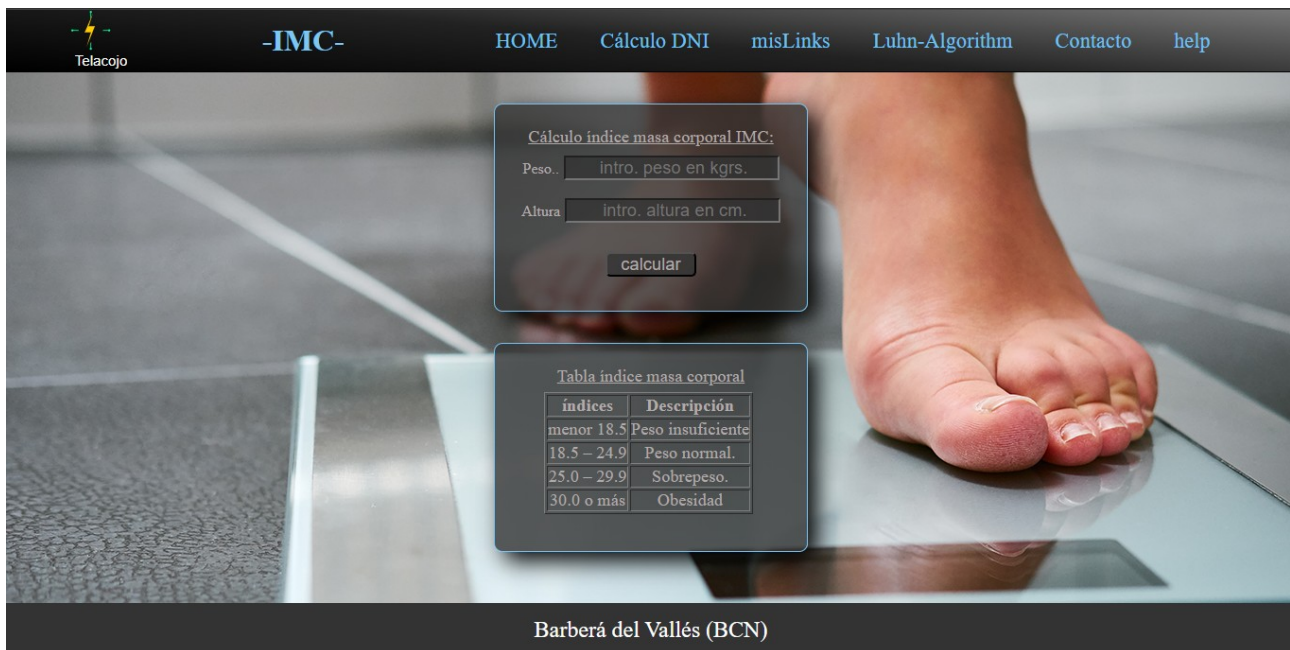 Telacojo
-IMC-
HOME Cálculo DNI misLinks Luhn-Algorithm Contacto help
Cálculo índice masa corporal IMC:
Peso.. intro. peso en kgrs.
Altura intro. altura en cm.
calcular
Tabla índice masa corporal
índices Descripción
menor 18.5 Peso insuficiente
18.5 – 24.9 Peso normal.
25.0 – 29.9 Sobrepeso.
30.0 o más Obesidad
Barberá del Vallés (BCN)